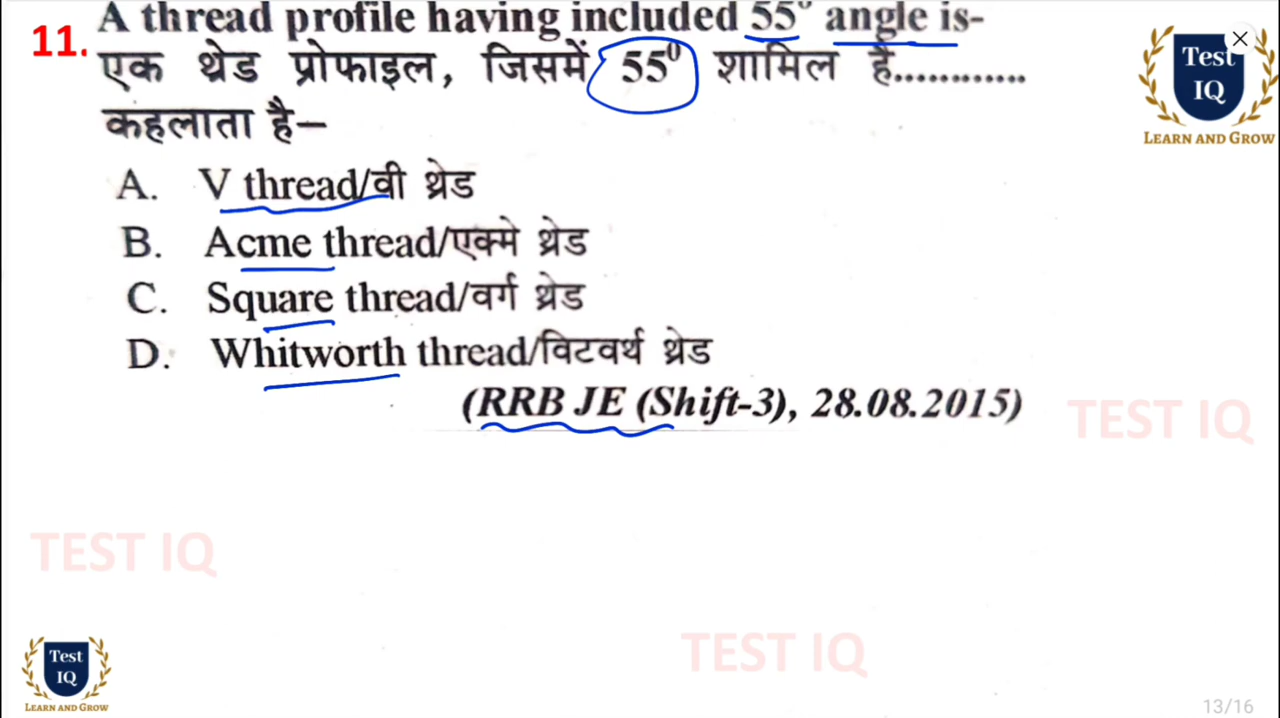 11. A thread profile having included 55° angle is-
एक थ्रेड प्रोफाइल, जिसमें 55⁰ शामिल है............
कहलाता है–
A. V thread/वी थ्रेड
B. Acme thread/एक्मे थ्रेड
C. Square thread/वर्ग थ्रेड
D. Whitworth thread/विटवर्थ थ्रेड
(RRB JE (Shift-3), 28.08.2015)
Test
IQ
LEARN AND GROW
TEST IQ
TEST IQ
TEST IQ
Test
IQ
LEARN AND GROW
13/16